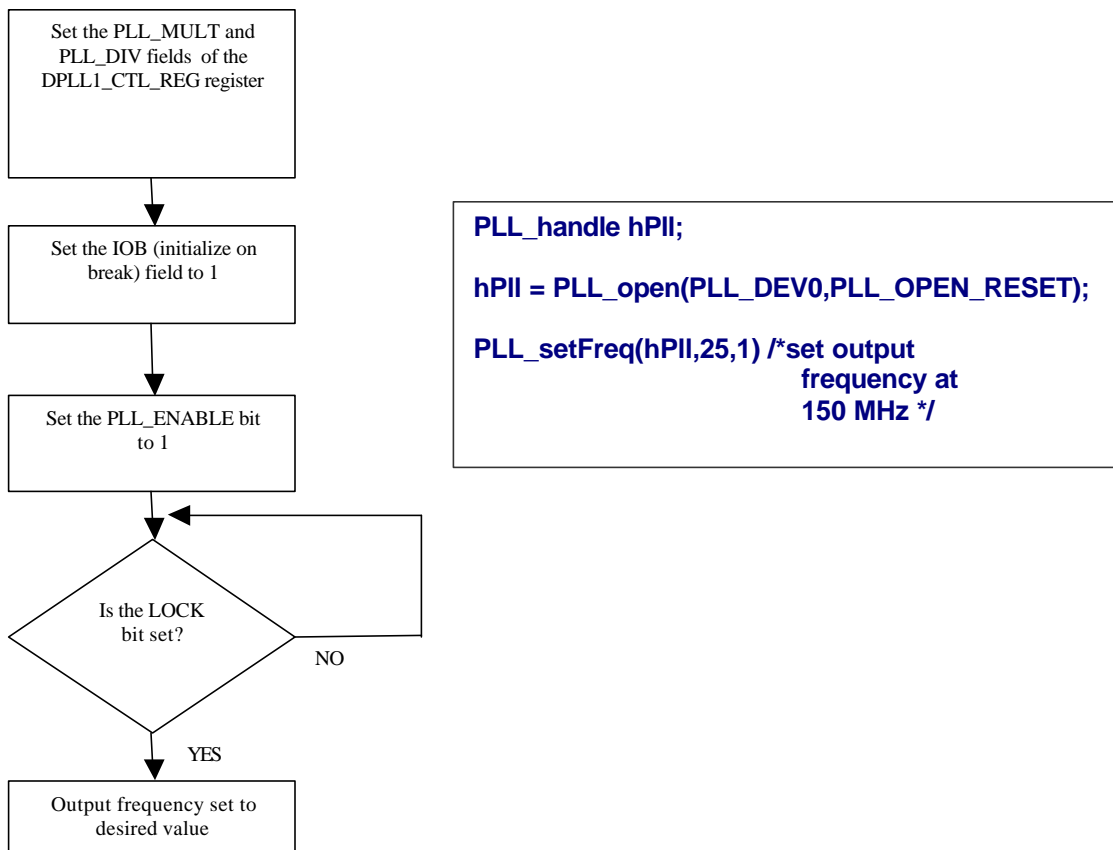 Set the PLL_MULT and
PLL_DIV fields of the
DPLL1_CTL_REG register
Set the IOB (initialize on
break) field to 1
Set the PLL_ENABLE bit
to 1
Is the LOCK
bit set?
NO
YES
Output frequency set to
desired value
PLL_handle hPll;
hPll = PLL_open(PLL_DEV0,PLL_OPEN_RESET);
PLL_setFreq(hPll,25,1) /*set output
frequency at
150 MHz */